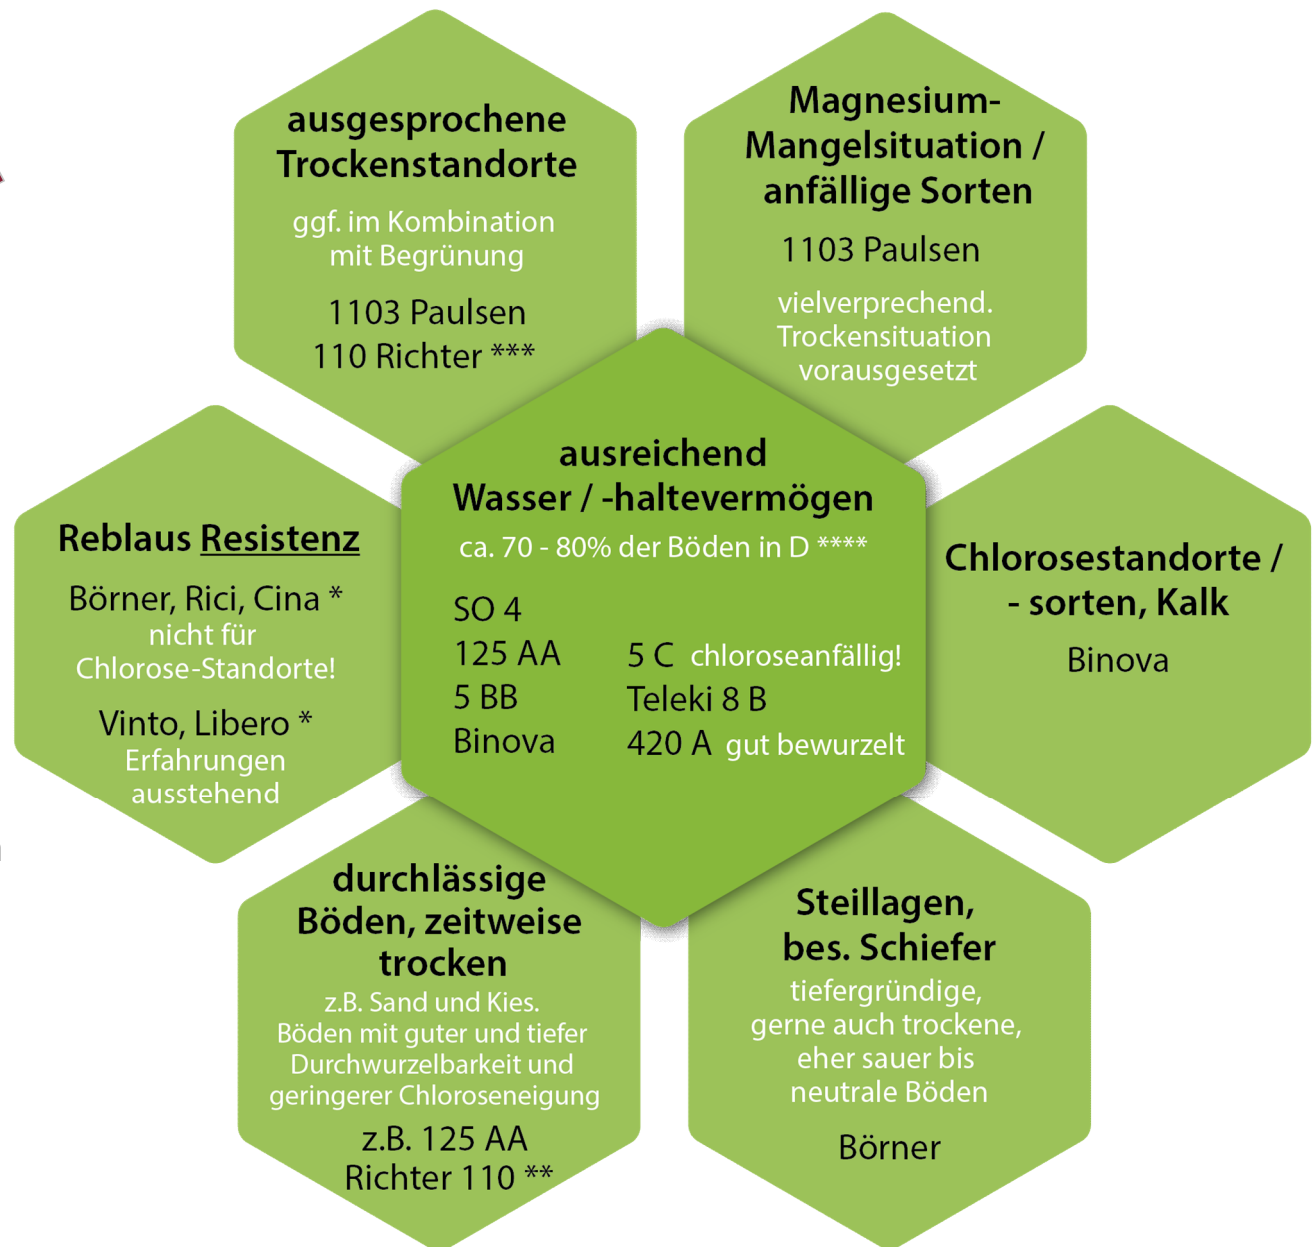 ausgesprochene
Trockenstandorte
ggf. im Kombination
mit Begrünung
1103 Paulsen
110 Richter ***
Magnesium-
Mangelsituation /
anfällige Sorten
1103 Paulsen
vielverprechend.
Trockensituation
vorausgesetzt
Reblaus Resistenz
Börner, Rici, Cina *
nicht für
Chlorose-Standorte!
Vinto, Libero *
Erfahrungen
ausstehend
ausreichend
Wasser / -haltevermögen
ca. 70 - 80% der Böden in D ****
SO 4
125 AA
5 BB
Binova
5 C chloroseanfällig!
Teleki 8 B
420 A gut bewurzelt
Chlorosestandorte /
- sorten, Kalk
Binova
durchlässige
Böden, zeitweise
trocken
z.B. Sand und Kies.
Böden mit guter und tiefer
Durchwurzelbarkeit und
geringerer Chloroseneigung
z.B. 125 AA
Richter 110 **
Steillagen,
bes. Schiefer
tiefergründige,
gerne auch trockene,
eher sauer bis
neutrale Böden
Börner